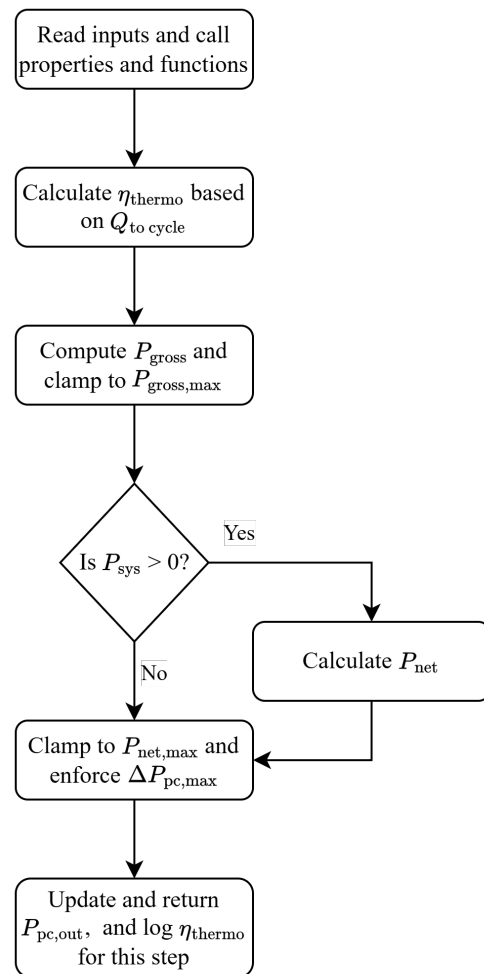 Read inputs and call
properties and functions
Calculate η_thermo based
on Q_to cycle
Compute P_gross and
clamp to P_gross,max
Is P_sys > 0?
Yes
Calculate P_net
No
Clamp to P_net,max and
enforce ΔP_pc,max
Update and return
P_pc,out, and log η_thermo
for this step